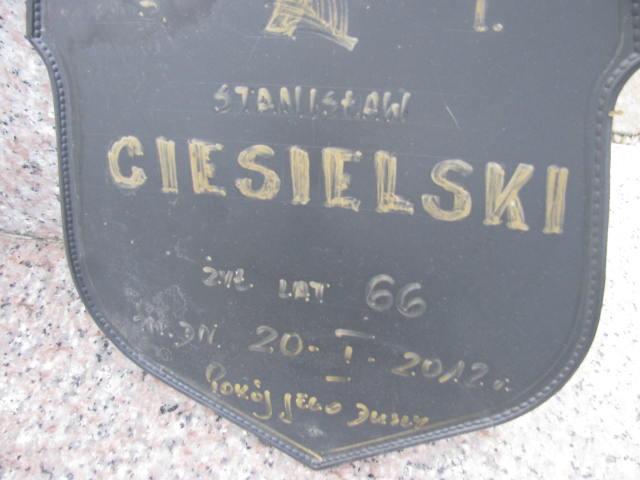 Ś. P.
STANISŁAW
CIESIELSKI
ŻYŁ LAT 66
ZM. DN. 20. I. 2012 r.
Pokój Jego Duszy